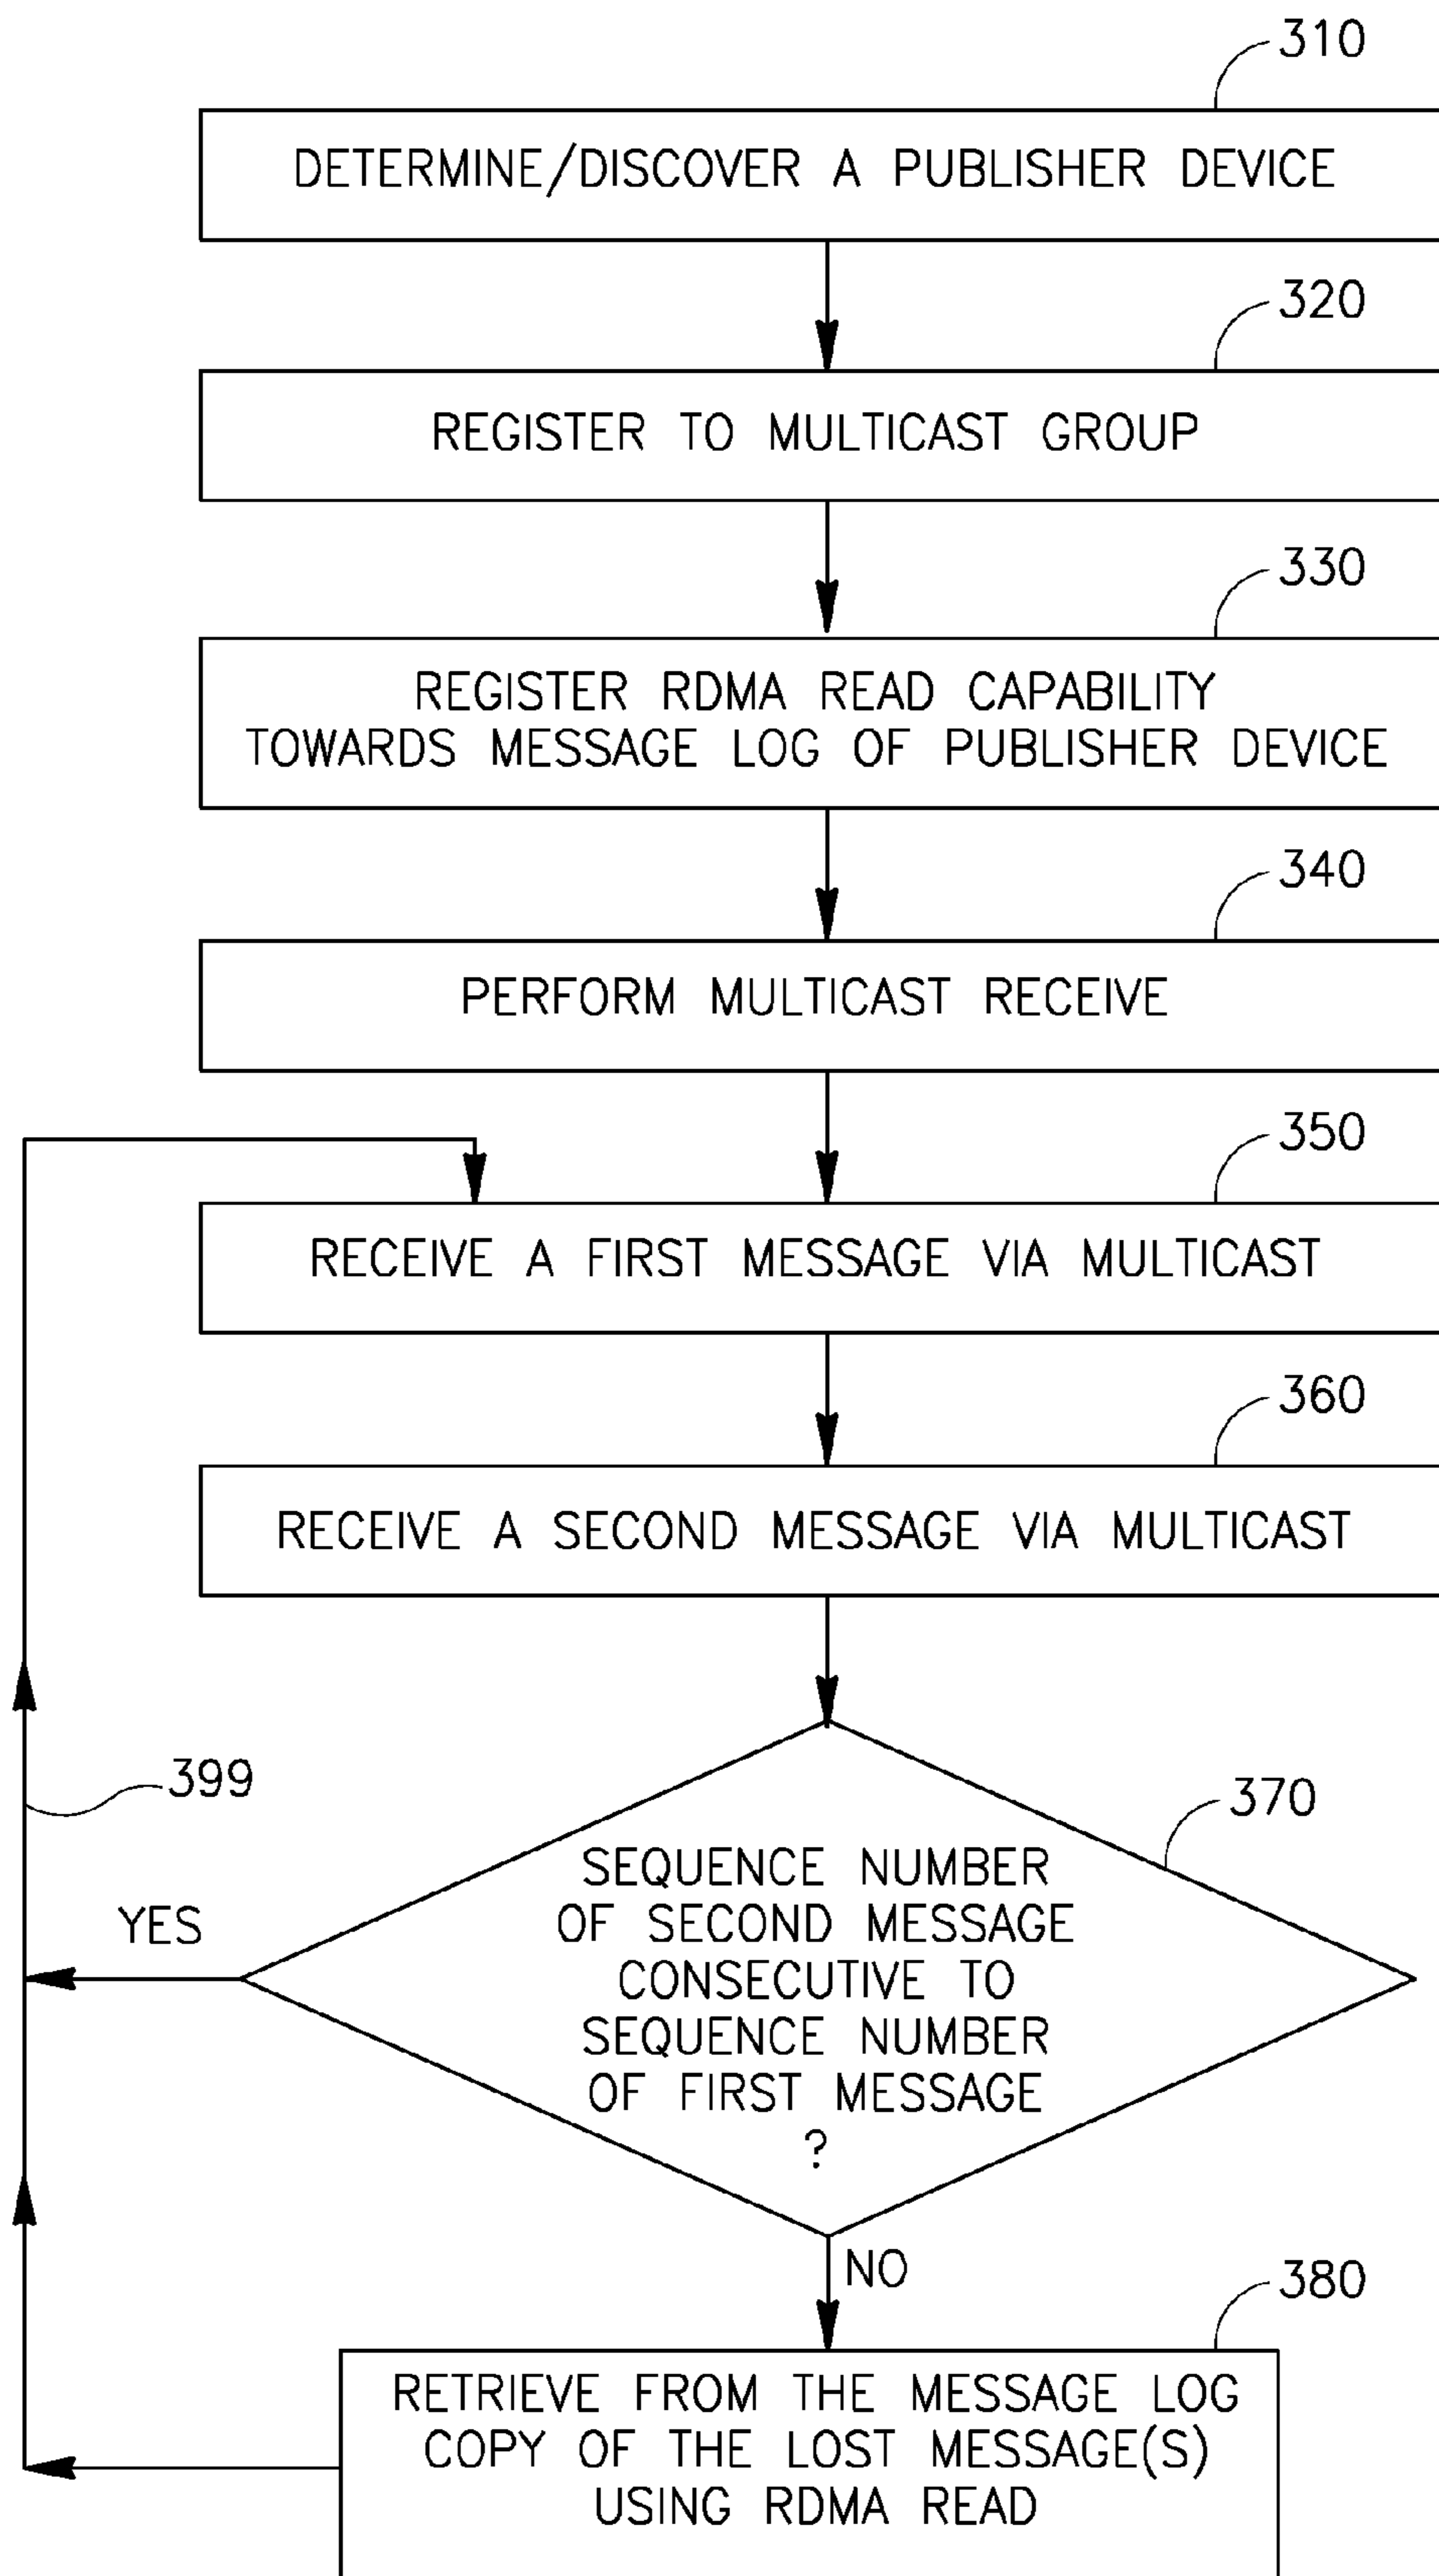 310
DETERMINE/DISCOVER A PUBLISHER DEVICE
320
REGISTER TO MULTICAST GROUP
330
REGISTER RDMA READ CAPABILITY
TOWARDS MESSAGE LOG OF PUBLISHER DEVICE
340
PERFORM MULTICAST RECEIVE
350
RECEIVE A FIRST MESSAGE VIA MULTICAST
360
RECEIVE A SECOND MESSAGE VIA MULTICAST
399
370
YES
SEQUENCE NUMBER
OF SECOND MESSAGE
CONSECUTIVE TO
SEQUENCE NUMBER
OF FIRST MESSAGE
?
NO
380
RETRIEVE FROM THE MESSAGE LOG
COPY OF THE LOST MESSAGE(S)
USING RDMA READ